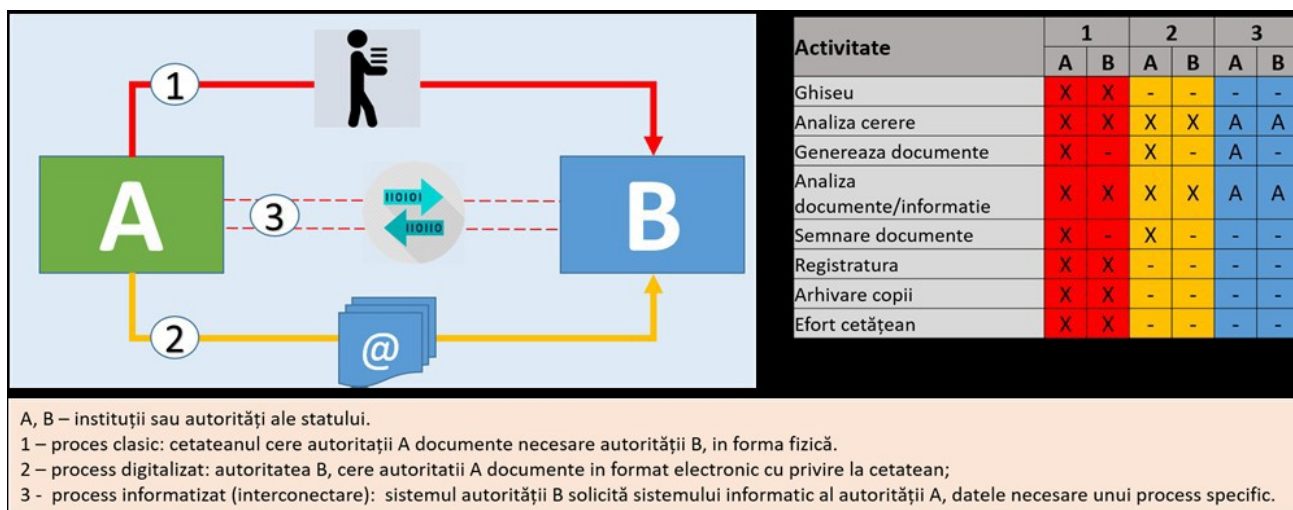 1
A
3
110101
110110
B
2
@
Activitate 1 2 3
A B A B A B
Ghiseu X X - - - -
Analiza cerere X X X X A A
Genereaza documente X - X - A -
Analiza
documente/informatie X X X X A A
Semnare documente X - X - - -
Registratura X X - - - -
Arhivare copii X X - - - -
Efort cetățean X X - - - -
A, B – instituții sau autorități ale statului.
1 – proces clasic: cetateanul cere autoritații A documente necesare autorității B, in forma fizică.
2 – process digitalizat: autoritatea B, cere autoritatii A documente in format electronic cu privire la cetatean;
3 - process informatizat (interconectare): sistemul autorității B solicită sistemului informatic al autorității A, datele necesare unui process specific.